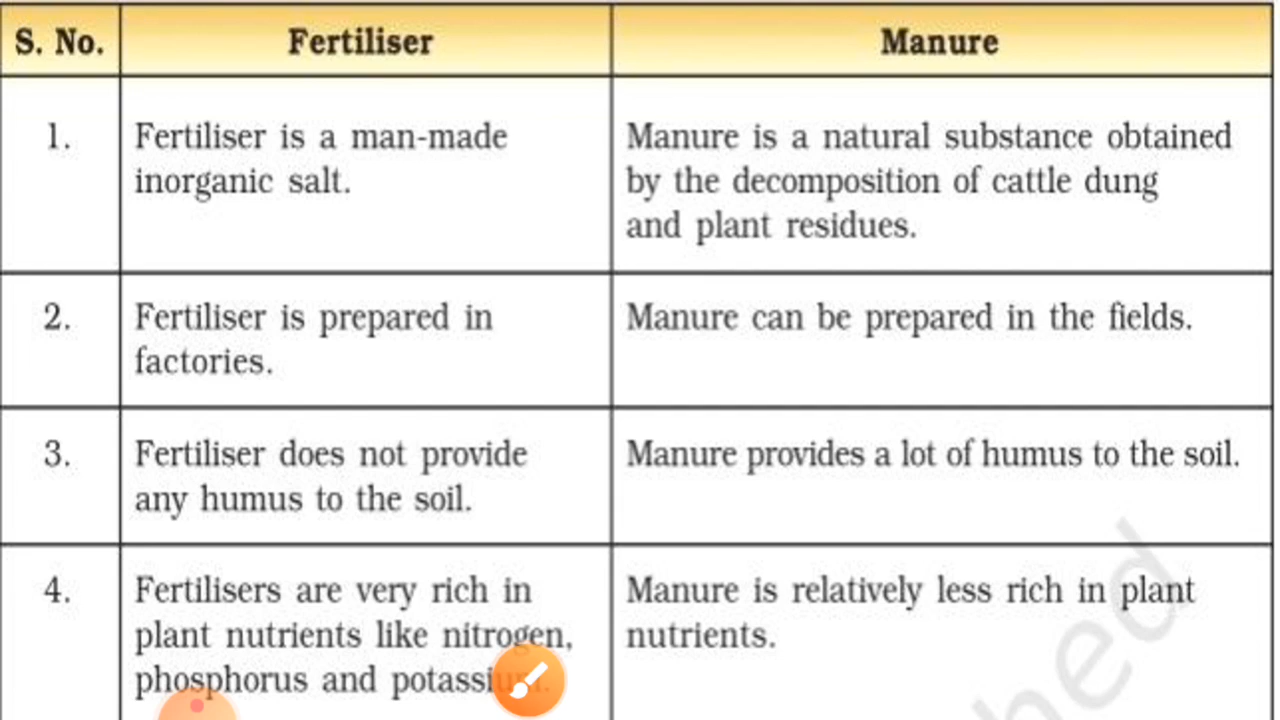 S. No.
Fertiliser
Manure
1.
Fertiliser is a man-made
inorganic salt.
Manure is a natural substance obtained
by the decomposition of cattle dung
and plant residues.
2.
Fertiliser is prepared in
factories.
Manure can be prepared in the fields.
3.
Fertiliser does not provide
any humus to the soil.
Manure provides a lot of humus to the soil.
4.
Fertilisers are very rich in
plant nutrients like nitrogen,
phosphorus and potassium.
Manure is relatively less rich in plant
nutrients.